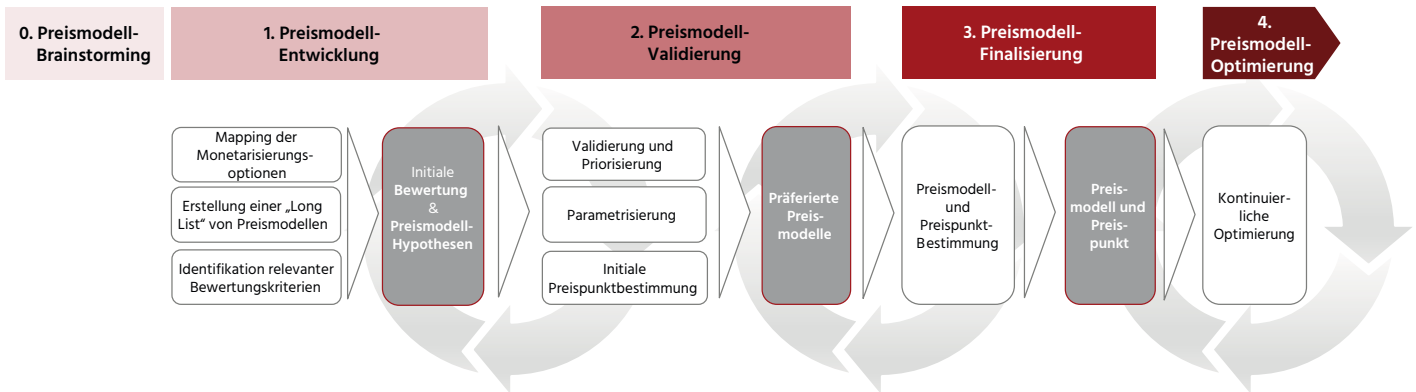 0. Preismodell-
Brainstorming
1. Preismodell-
Entwicklung
2. Preismodell-
Validierung
3. Preismodell-
Finalisierung
4.
Preismodell-
Optimierung
Mapping der
Monetarisierungs-
optionen
Erstellung einer „Long
List“ von Preismodellen
Identifikation relevanter
Bewertungskriterien
Initiale
Bewertung
&
Preismodell-
Hypothesen
Validierung und
Priorisierung
Parametrisierung
Initiale
Preispunktbestimmung
Präferierte
Preis-
modelle
Preismodell-
und
Preispunkt-
Bestimmung
Preis-
modell und
Preis-
punkt
Kontinuier-
liche
Optimierung